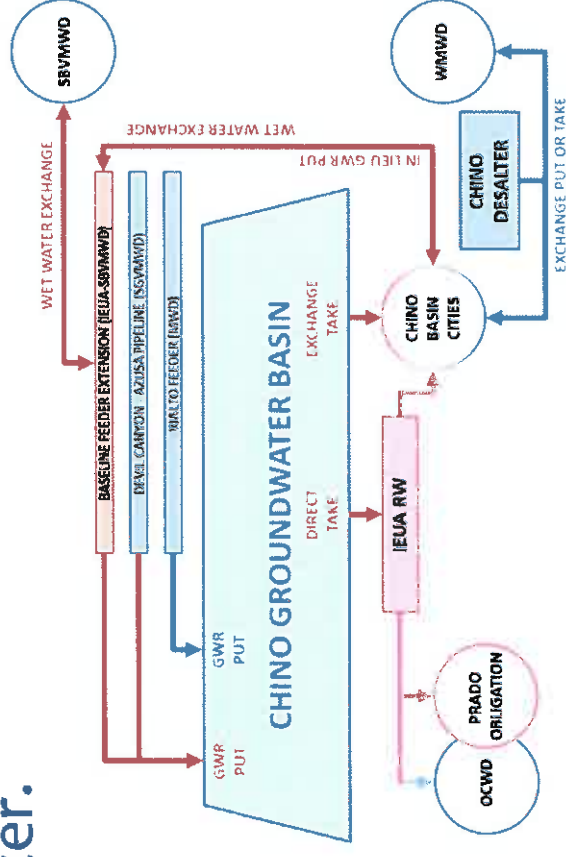 er.
SBVMWD
WET WATER EXCHANGE
BASELINE FEEDER EXTENSION (IEUA-SBVMWD)
DEVIL CANYON - AZUSA PIPELINE (SGVMWD)
RIALTO FEEDER (MWD)
WET WATER EXCHANGE
IN LIEU GWR PUT
GWR
PUT
GWR
PUT
CHINO GROUNDWATER BASIN
DIRECT
TAKE
EXCHANGE
TAKE
IEUA RW
CHINO
BASIN
CITIES
OCWD
PRADO
OBLIGATION
CHINO
DESALTER
WMWD
EXCHANGE PUT OR TAKE